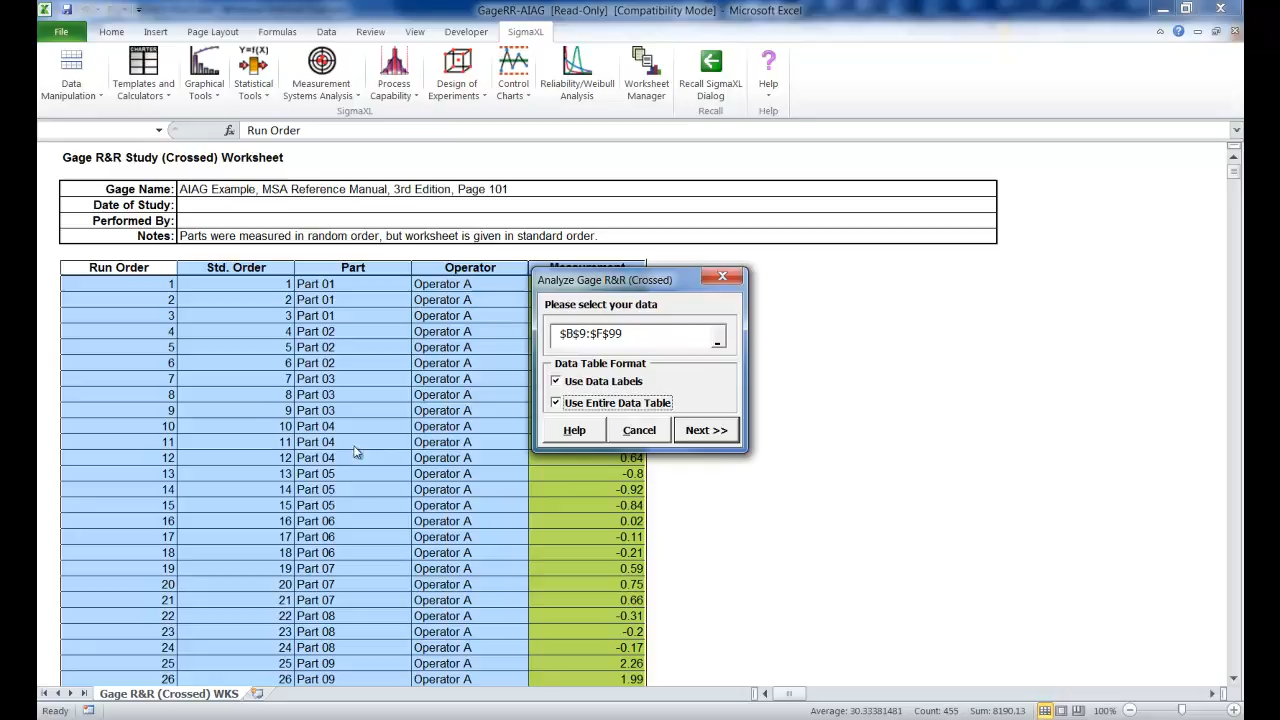 GageRR-AIAG [Read-Only] [Compatibility Mode] - Microsoft Excel
File Home Insert Page Layout Formulas Data Review View Developer SigmaXL
Data Manipulation
Templates and Calculators
Graphical Tools
Y=f(X)
Statistical Tools
Measurement Systems Analysis
Process Capability
Design of Experiments
Control Charts
Reliability/Weibull Analysis
Worksheet Manager
Recall SigmaXL Dialog
Help
CHARTER
SigmaXL Recall Help
fx Run Order
Gage R&R Study (Crossed) Worksheet
Gage Name: AIAG Example, MSA Reference Manual, 3rd Edition, Page 101
Date of Study:
Performed By:
Notes: Parts were measured in random order, but worksheet is given in standard order.
Run Order Std. Order Part Operator
1 1 Part 01 Operator A
2 2 Part 01 Operator A
3 3 Part 01 Operator A
4 4 Part 02 Operator A
5 5 Part 02 Operator A
6 6 Part 02 Operator A
7 7 Part 03 Operator A
8 8 Part 03 Operator A
9 9 Part 03 Operator A
10 10 Part 04 Operator A
11 11 Part 04 Operator A
12 12 Part 04 Operator A 0.64
13 13 Part 05 Operator A -0.8
14 14 Part 05 Operator A -0.92
15 15 Part 05 Operator A -0.84
16 16 Part 06 Operator A 0.02
17 17 Part 06 Operator A -0.11
18 18 Part 06 Operator A -0.21
19 19 Part 07 Operator A 0.59
20 20 Part 07 Operator A 0.75
21 21 Part 07 Operator A 0.66
22 22 Part 08 Operator A -0.31
23 23 Part 08 Operator A -0.2
24 24 Part 08 Operator A -0.17
25 25 Part 09 Operator A 2.26
26 26 Part 09 Operator A 1.99
Analyze Gage R&R (Crossed)
Please select your data
$B$9:$F$99
Data Table Format
Use Data Labels
Use Entire Data Table
Help Cancel Next >>
Gage R&R (Crossed) WKS
Ready Average: 30.33381481 Count: 455 Sum: 8190.13 100%